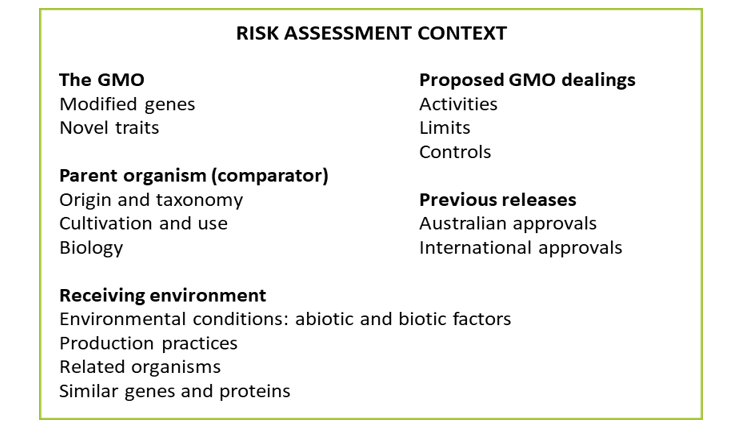 RISK ASSESSMENT CONTEXT
The GMO
Modified genes
Novel traits
Parent organism (comparator)
Origin and taxonomy
Cultivation and use
Biology
Proposed GMO dealings
Activities
Limits
Controls
Previous releases
Australian approvals
International approvals
Receiving environment
Environmental conditions: abiotic and biotic factors
Production practices
Related organisms
Similar genes and proteins